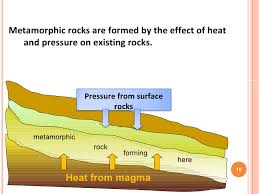 Metamorphic rocks are formed by the effect of heat
and pressure on existing rocks.
Pressure from surface
rocks
metamorphic
rock
forming
here
16
Heat from magma